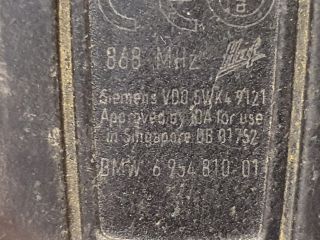 868 MHz
Siemens VDO 5WK4 9121
Approved by IDA for use
in Singapore DB 01752
BMW 6 954 810-01